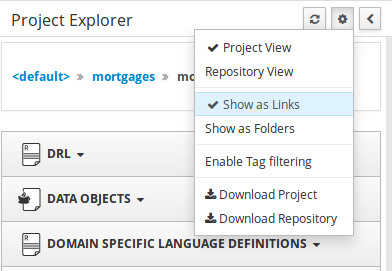 Project Explorer
Project View
Repository View
<default> » mortgages » mo
Show as Links
Show as Folders
DRL
Enable Tag filtering
Download Project
DATA OBJECTS
Download Repository
DOMAIN SPECIFIC LANGUAGE DEFINITIONS